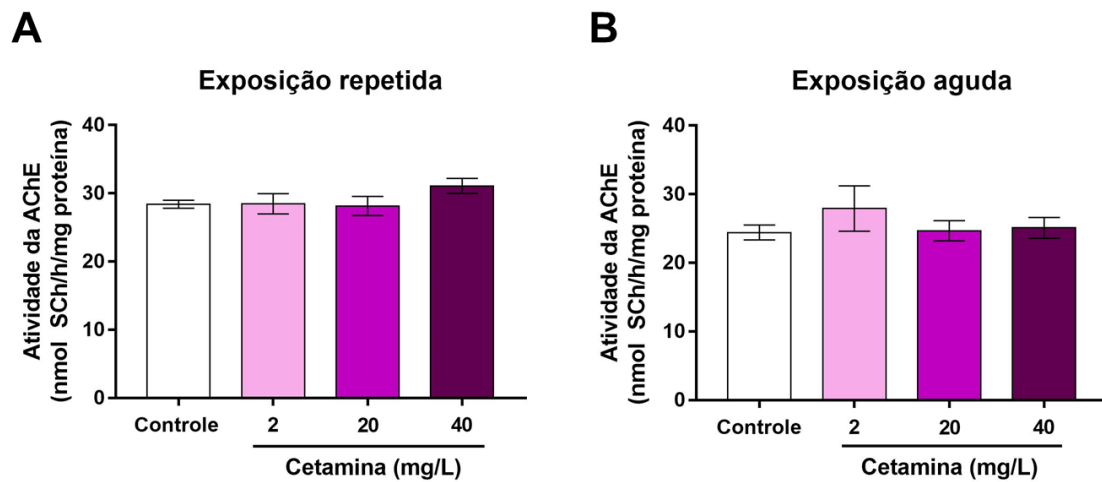 A
Exposição repetida
Atividade da AChE
(nmol SCh/h/mg proteína)
40
30
20
10
0
Controle 2 20 40
Cetamina (mg/L)
B
Exposição aguda
Atividade da AChE
(nmol SCh/h/mg proteína)
40
30
20
10
0
Controle 2 20 40
Cetamina (mg/L)